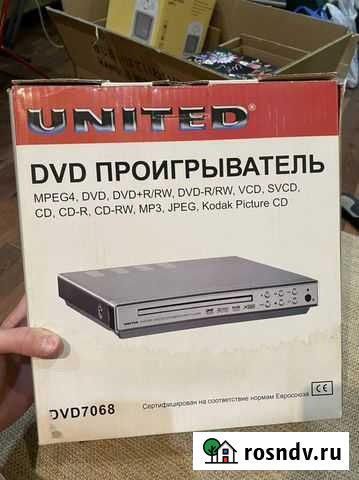 UNITED®
DVD ПРОИГРЫВАТЕЛЬ
MPEG4, DVD, DVD+R/RW, DVD-R/RW, VCD, SVCD,
CD, CD-R, CD-RW, MP3, JPEG, Kodak Picture CD
DVD7068
Сертифицирован на соответствие нормам Евросоюза
CE
rosndv.ru